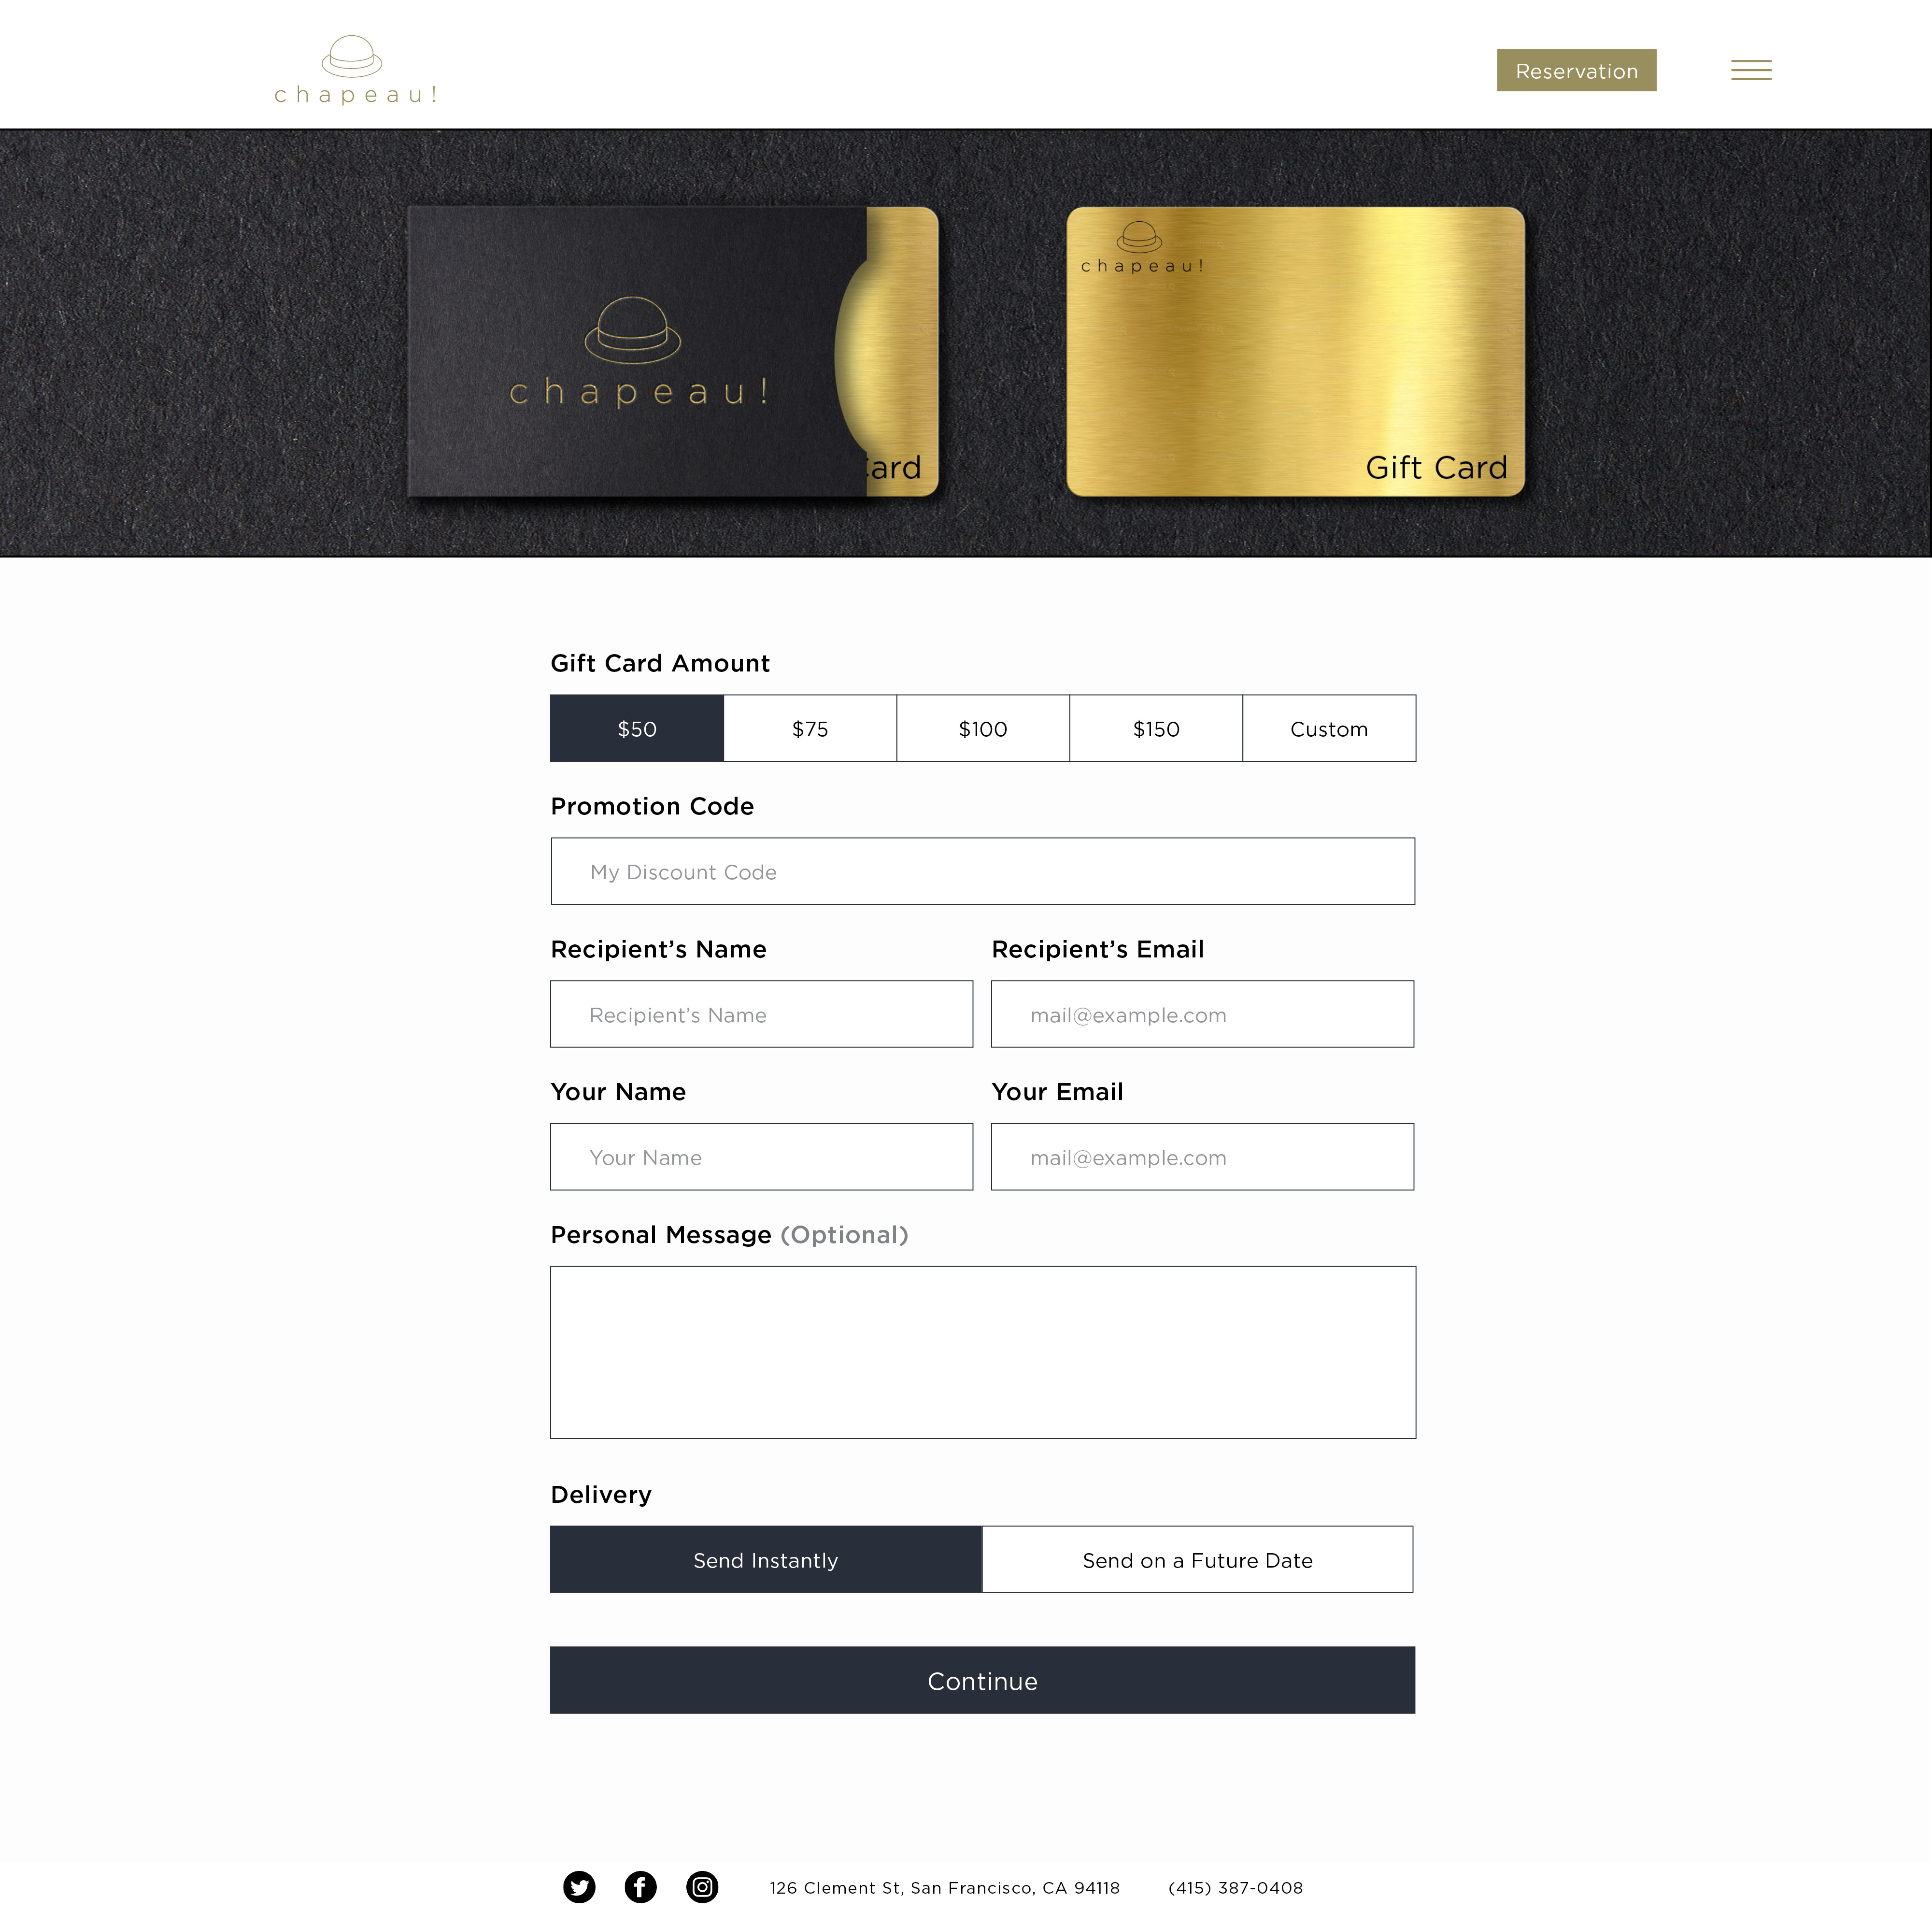 chapeau!
Reservation
chapeau!
Card
chapeau!
Gift Card
Gift Card Amount
$50 $75 $100 $150 Custom
Promotion Code
My Discount Code
Recipient’s Name Recipient’s Email
Recipient’s Name mail@example.com
Your Name Your Email
Your Name mail@example.com
Personal Message (Optional)
Delivery
Send Instantly Send on a Future Date
Continue
126 Clement St, San Francisco, CA 94118 (415) 387-0408